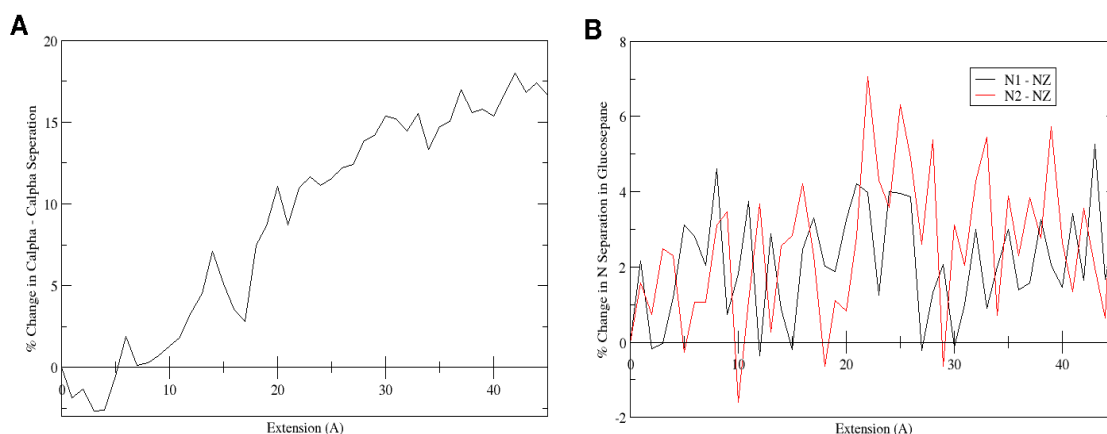 A
% Change in Calpha - Calpha Seperation
20
15
10
5
0
0
10
20
30
40
Extension (A)
B
% Change in N Separation in Glucosepane
8
6
4
2
0
-2
N1 - NZ
N2 - NZ
0
10
20
30
40
Extension (A)